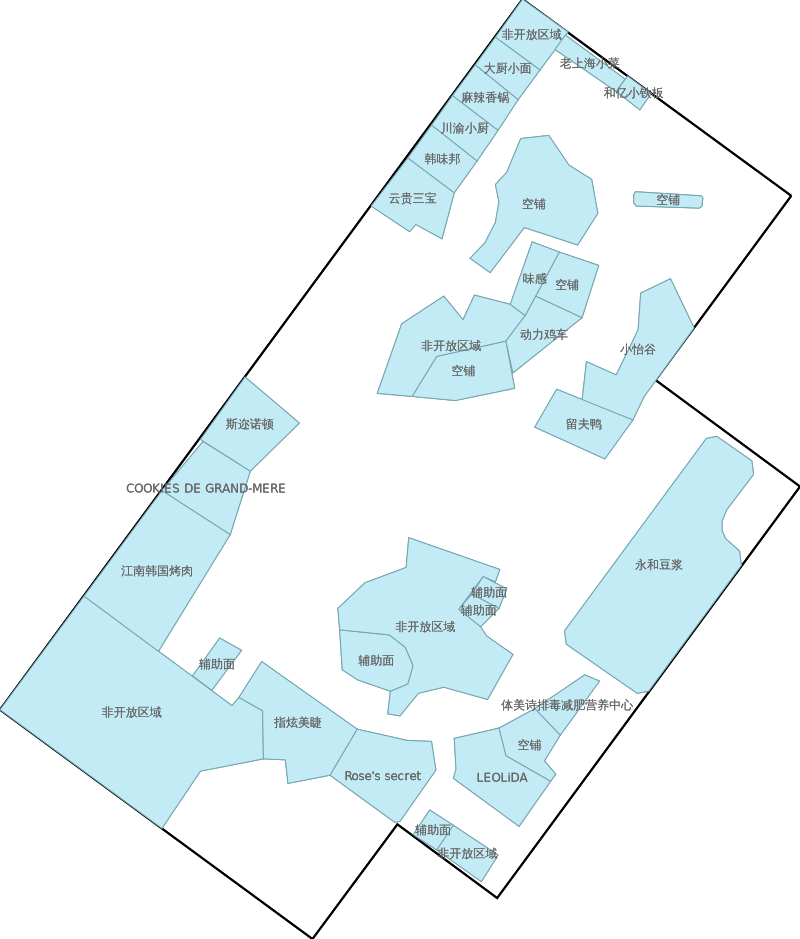 非开放区域
老上海小菜
大厨小面
和亿小铁板
麻辣香锅
川渝小厨
韩味邦
云贵三宝
空铺
空铺
味感
空铺
动力鸡车
非开放区域
小怡谷
空铺
斯迩诺顿
留夫鸭
COOKIES DE GRAND-MERE
永和豆浆
江南韩国烤肉
辅助面
辅助面
非开放区域
辅助面
辅助面
体美诗排毒减肥营养中心
非开放区域
指炫美睫
空铺
Rose's secret
LEOLiDA
辅助面
非开放区域